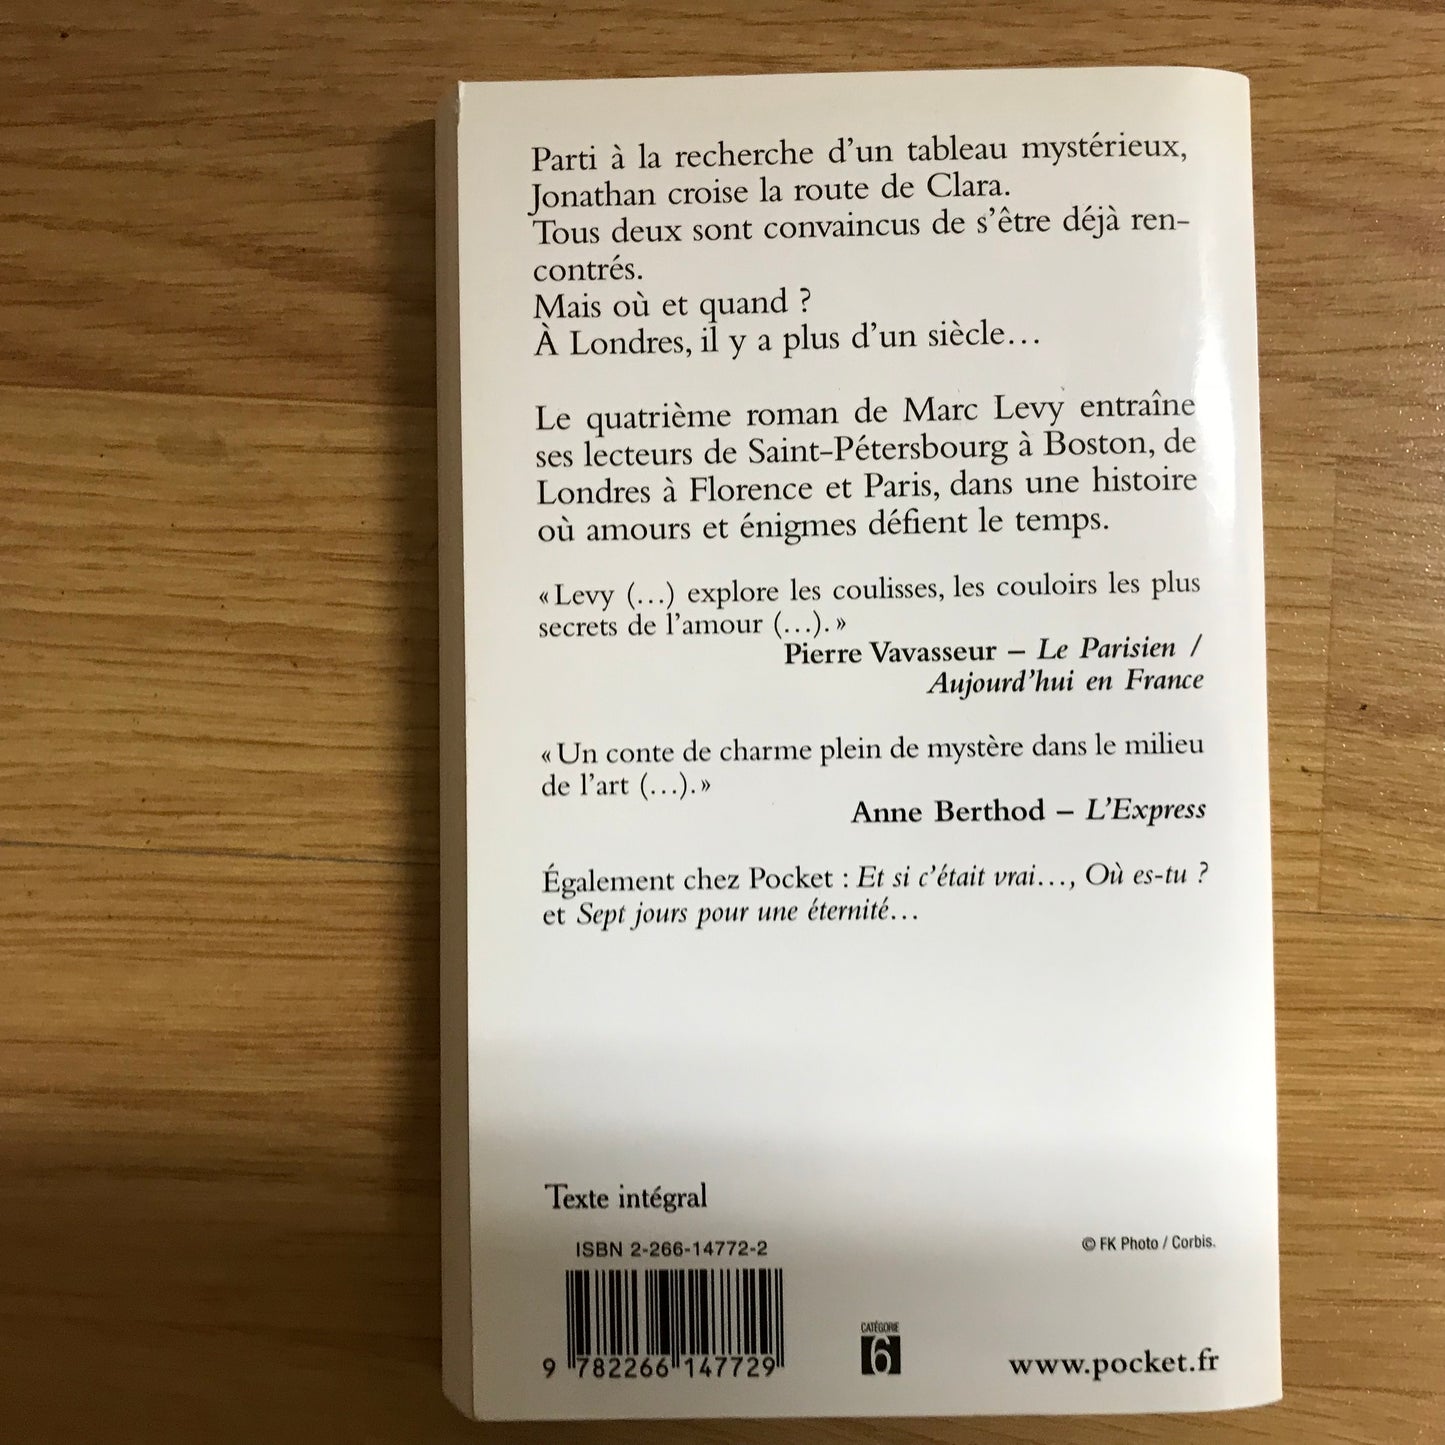 Parti à la recherche d'un tableau mystérieux,
Jonathan croise la route de Clara.
Tous deux sont convaincus de s'être déjà ren-
contrés.
Mais où et quand ?
À Londres, il y a plus d'un siècle…
Le quatrième roman de Marc Levy entraîne
ses lecteurs de Saint-Pétersbourg à Boston, de
Londres à Florence et Paris, dans une histoire
où amours et énigmes défient le temps.
« Levy (…) explore les coulisses, les couloirs les plus
secrets de l'amour (…). »
Pierre Vavasseur – Le Parisien /
Aujourd'hui en France
« Un conte de charme plein de mystère dans le milieu
de l'art (…). »
Anne Berthod – L'Express
Également chez Pocket : Et si c'était vrai…, Où es-tu ?
et Sept jours pour une éternité…
Texte intégral
ISBN 2-266-14772-2
© FK Photo / Corbis.
9 782266 147729
CATÉGORIE
6
www.pocket.fr